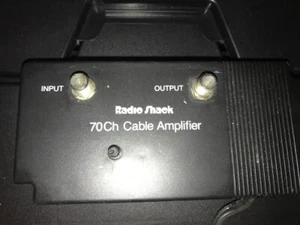 INPUT OUTPUT
Radio Shack
70Ch Cable Amplifier